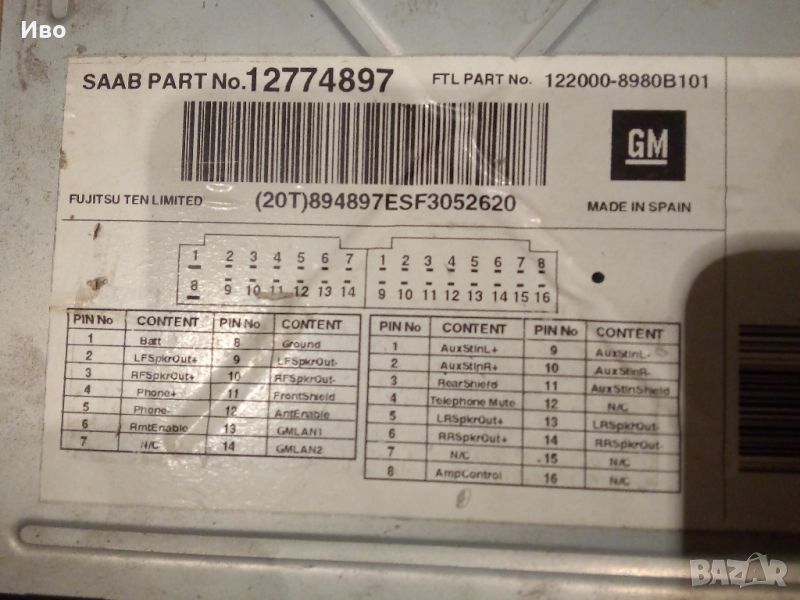 Иво
SAAB PART No.12774897 FTL PART No. 122000-8980B101
GM
FUJITSU TEN LIMITED (20T)894897ESF3052620 MADE IN SPAIN
1 2 3 4 5 6 7 1 2 3 4 5 6 7 8
8 9 10 11 12 13 14 9 10 11 12 13 14 15 16
PIN No CONTENT PIN No CONTENT
1 Batt 8 Ground
2 LFSpkrOut+ 9 LFSpkrOut-
3 RFSpkrOut+ 10 RFSpkrOut-
4 Phone+ 11 FrontShield
5 Phone- 12 AntEnable
6 RmtEnable 13 GMLAN1
7 N/C 14 GMLAN2
PIN No CONTENT PIN No CONTENT
1 AuxStInL+ 9 AuxStInL-
2 AuxStInR+ 10 AuxStInR-
3 RearShield 11 AuxStInShield
4 Telephone Mute 12 N/C
5 LRSpkrOut+ 13 LRSpkrOut-
6 RRSpkrOut+ 14 RRSpkrOut-
7 N/C 15 N/C
8 AmpControl 16 N/C
BAZAR